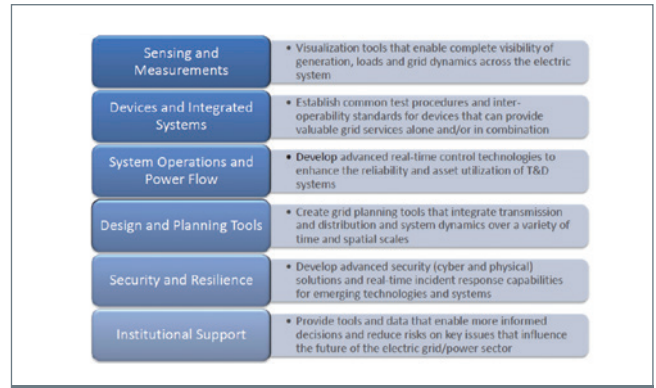 Sensing and
Measurements
• Visualization tools that enable complete visibility of
generation, loads and grid dynamics across the electric
system
Devices and Integrated
Systems
• Establish common test procedures and inter-
operability standards for devices that can provide
valuable grid services alone and/or in combination
System Operations and
Power Flow
• Develop advanced real-time control technologies to
enhance the reliability and asset utilization of T&D
systems
Design and Planning Tools
• Create grid planning tools that integrate transmission
and distribution and system dynamics over a variety of
time and spatial scales
Security and Resilience
• Develop advanced security (cyber and physical)
solutions and real-time incident response capabilities
for emerging technologies and systems
Institutional Support
• Provide tools and data that enable more informed
decisions and reduce risks on key issues that influence
the future of the electric grid/power sector